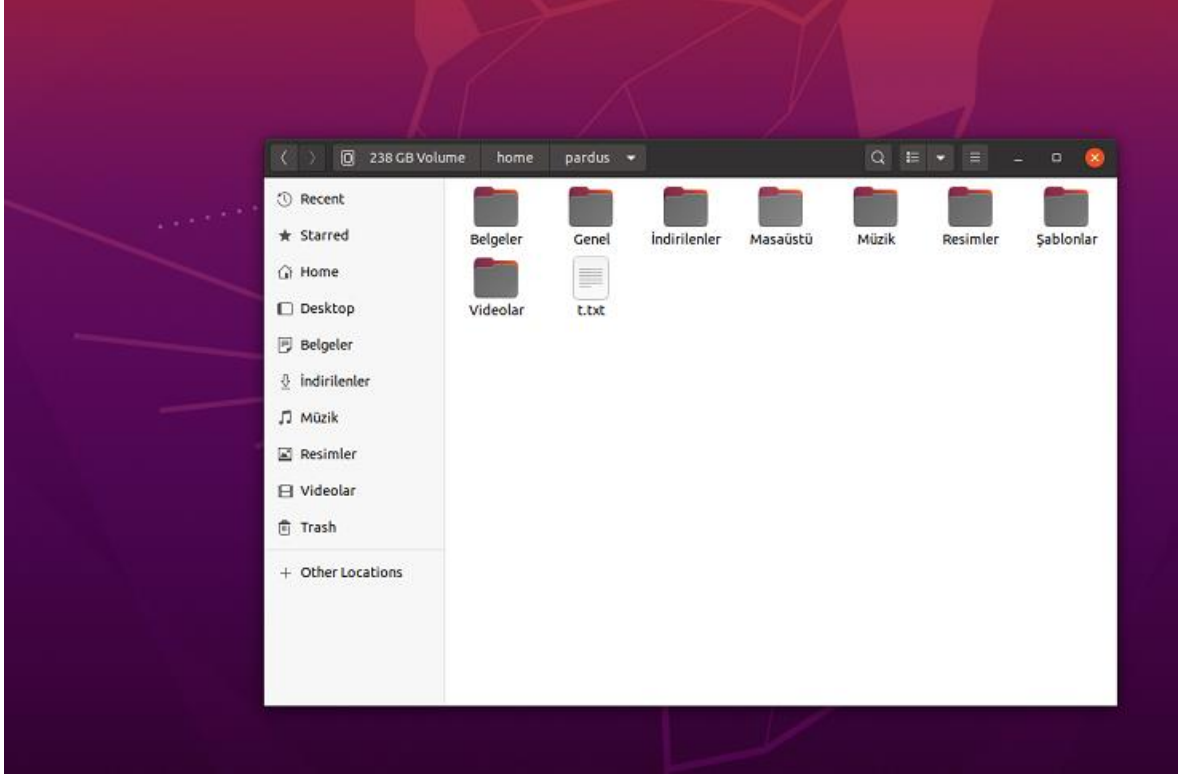 238 GB Volume home pardus
Recent
Starred
Home
Desktop
Belgeler
İndirilenler
Müzik
Resimler
Videolar
Trash
Other Locations
Belgeler Genel İndirilenler Masaüstü Müzik Resimler Şablonlar
Videolar t.txt